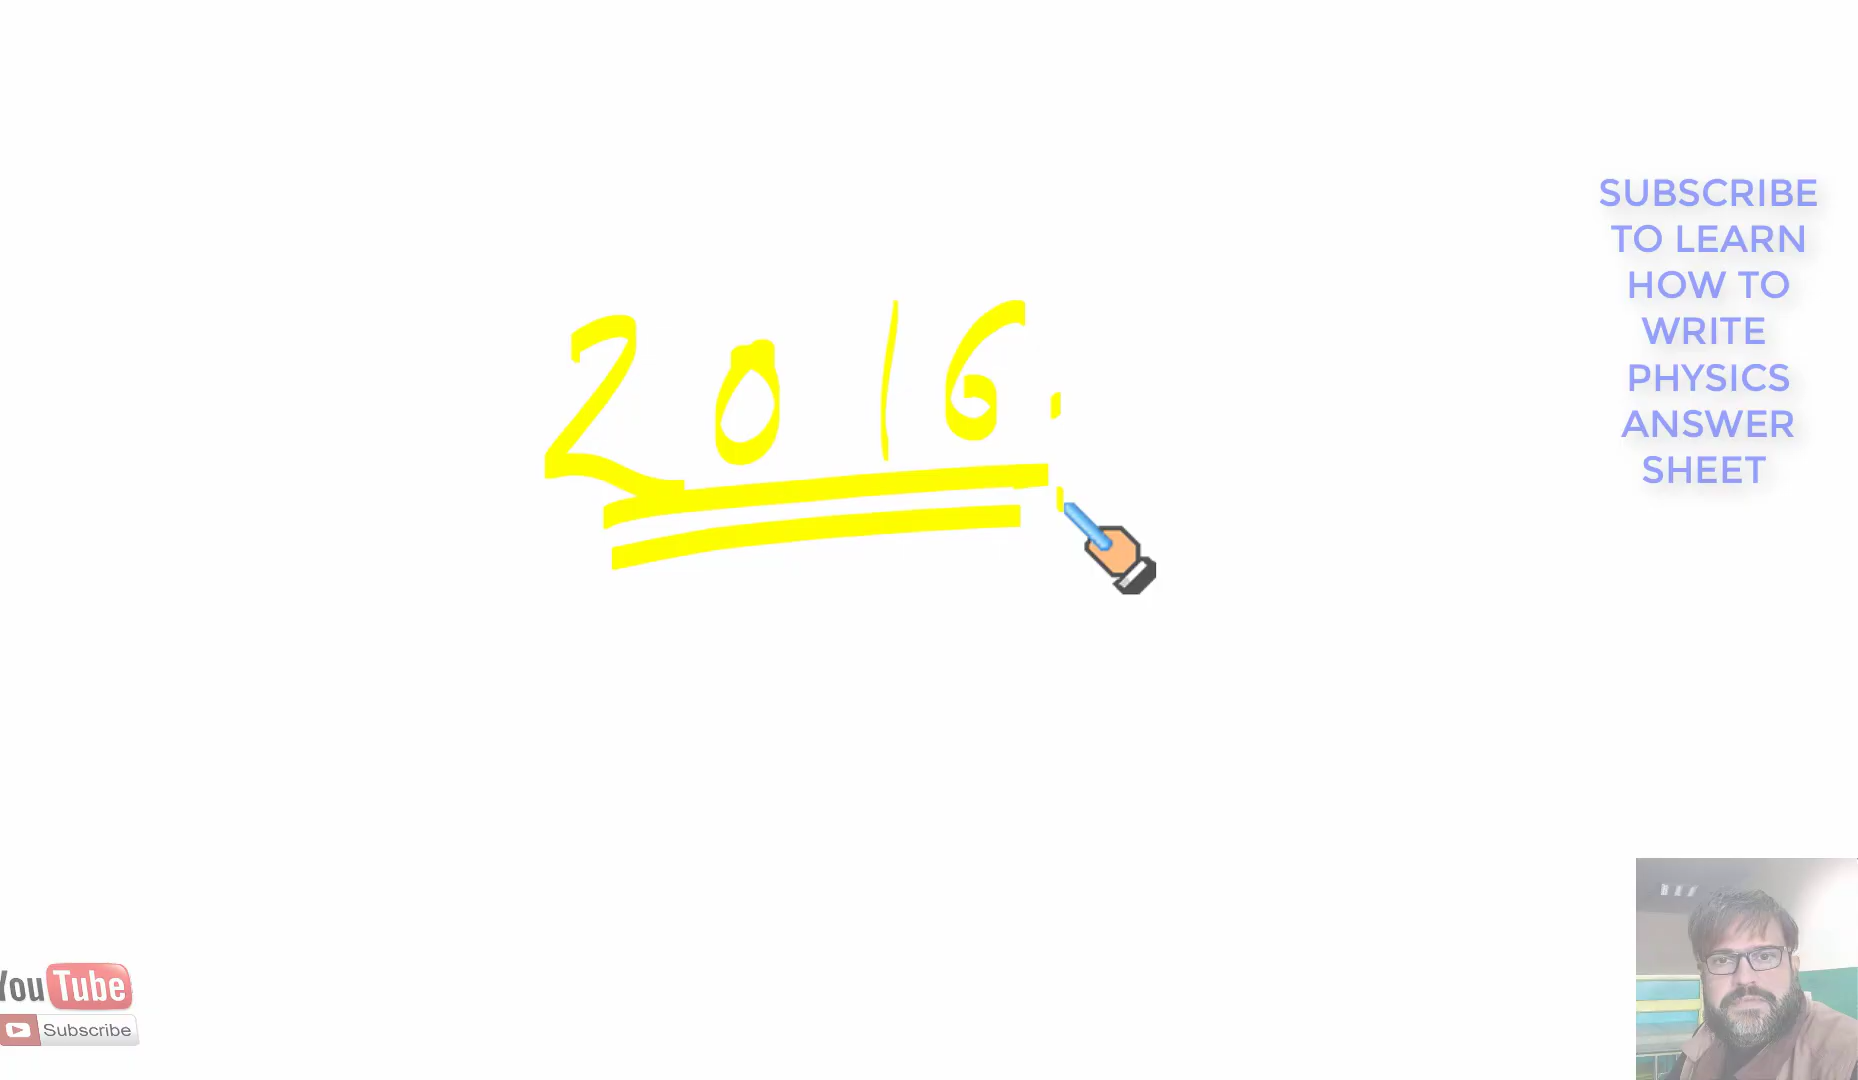 2016.
SUBSCRIBE
TO LEARN
HOW TO
WRITE
PHYSICS
ANSWER
SHEET
YouTube
Subscribe